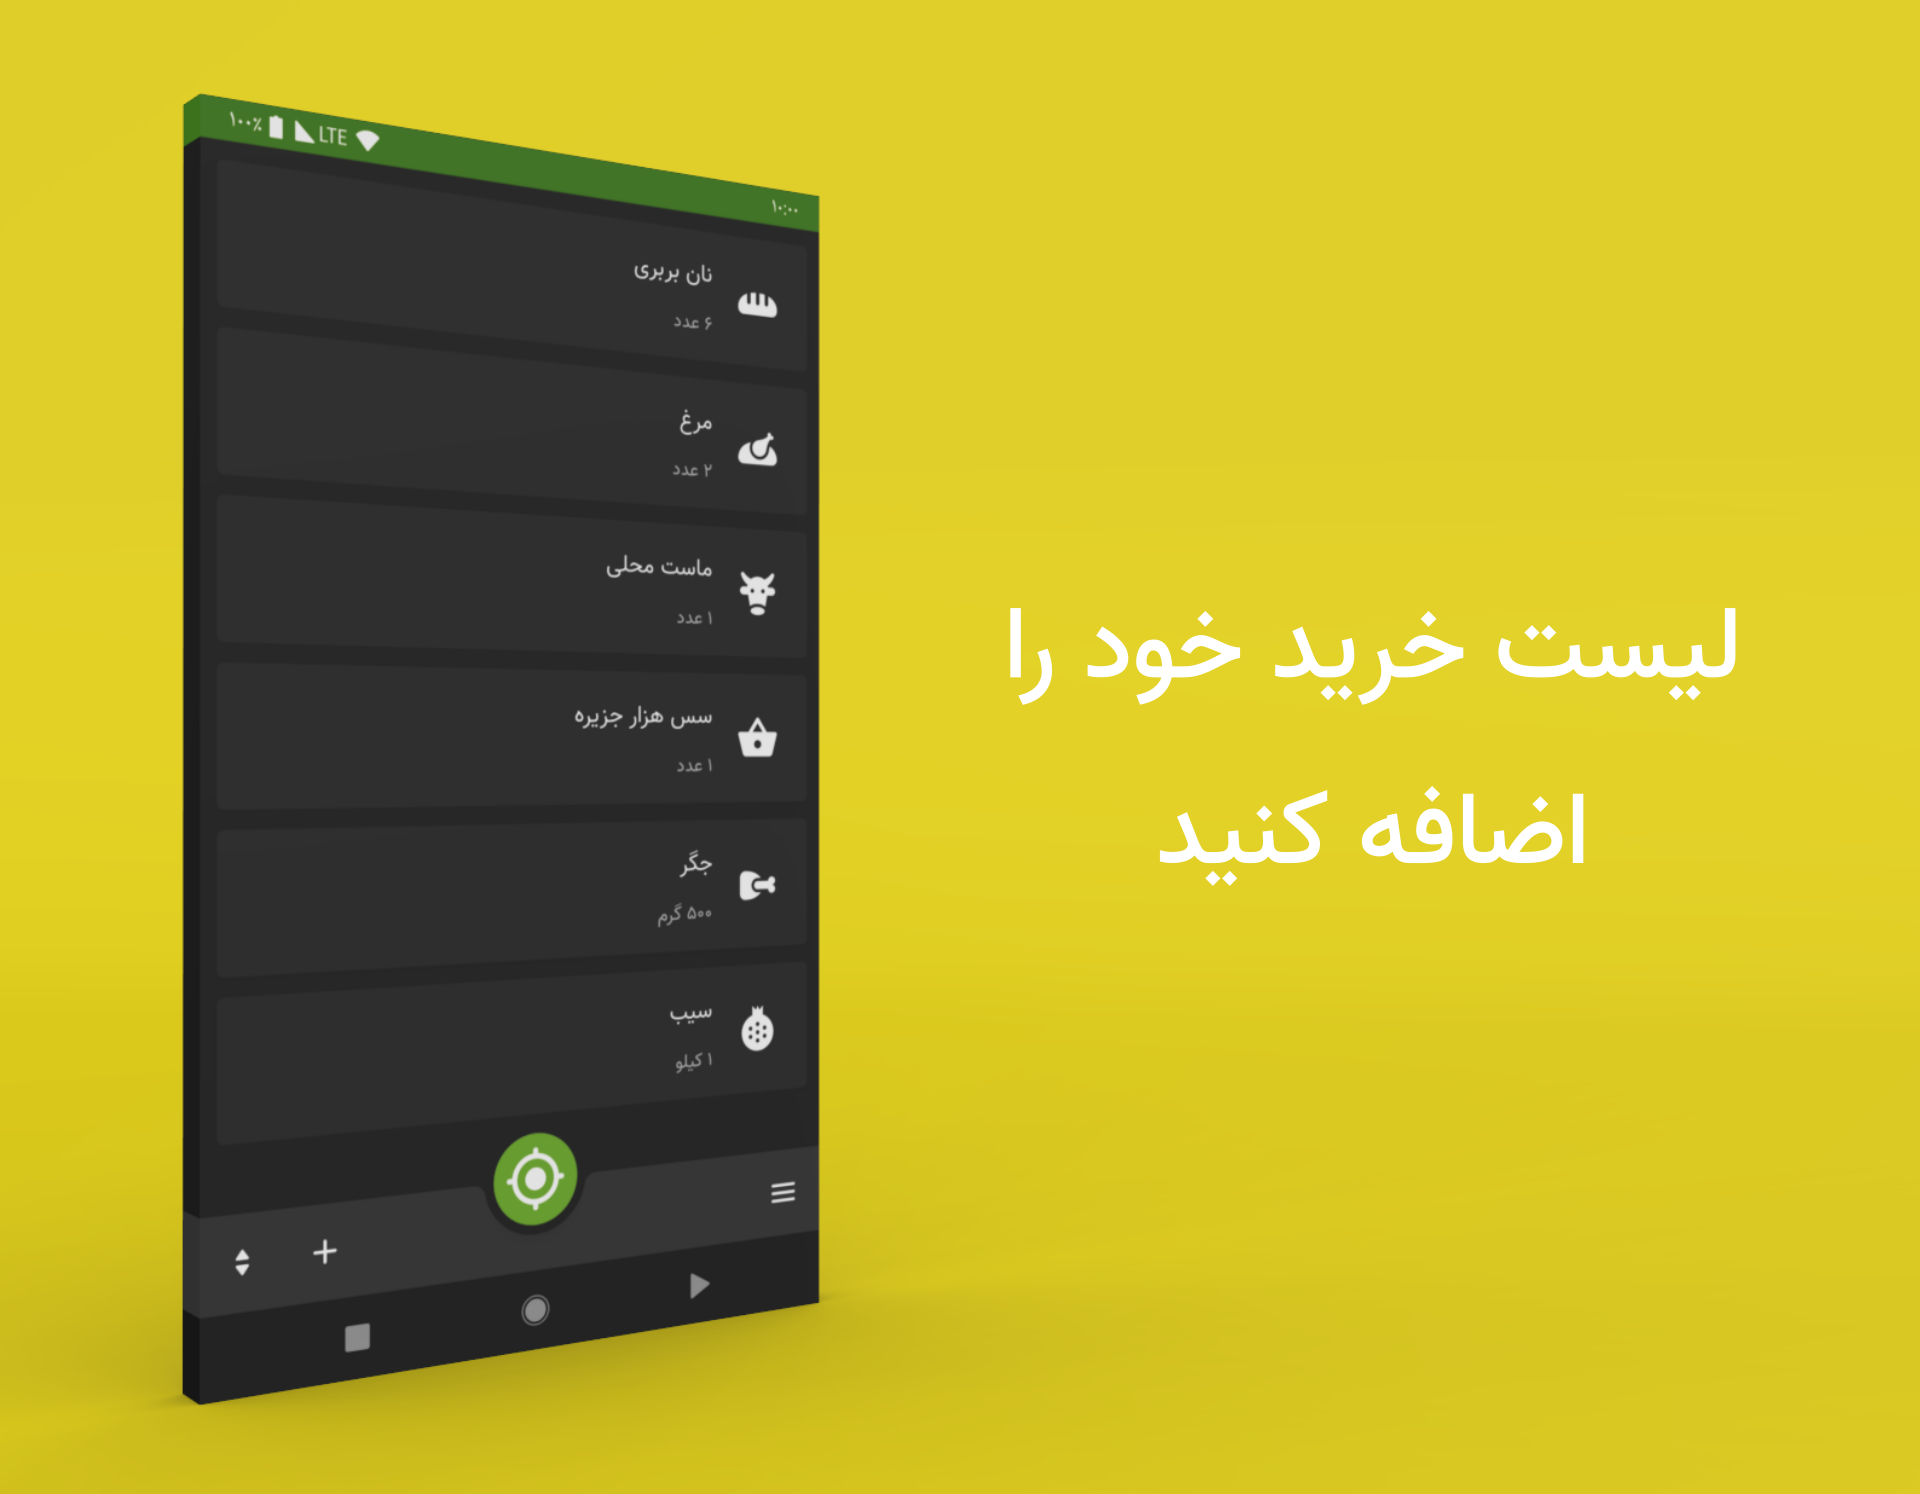 ۱۰۰٪ LTE
۱۰:۰۰
نان بربری
۶ عدد
مرغ
۲ عدد
ماست محلی
۱ عدد
سس هزار جزیره
۱ عدد
جگر
۵۰۰ گرم
سیب
۱ کیلو
لیست خرید خود را
اضافه کنید